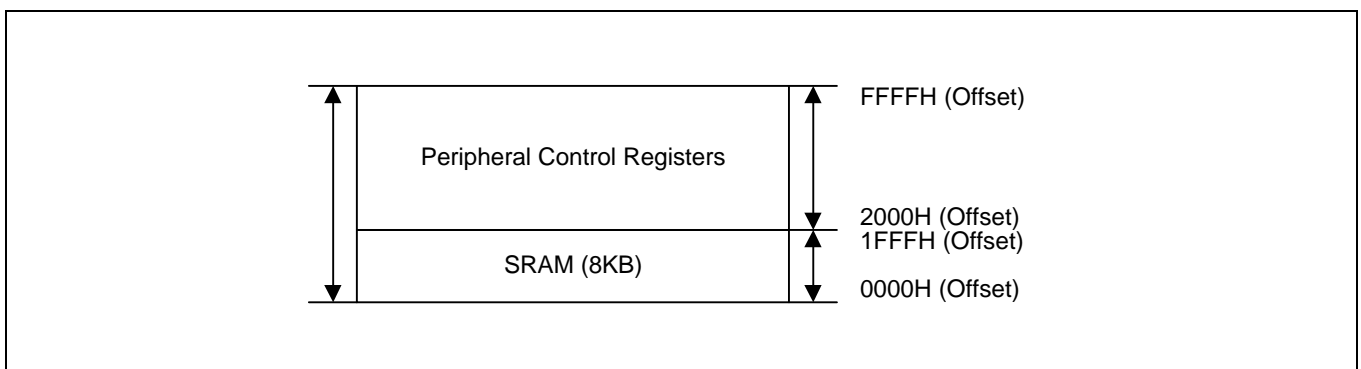 FFFFH (Offset)
Peripheral Control Registers
2000H (Offset)
1FFFH (Offset)
SRAM (8KB)
0000H (Offset)